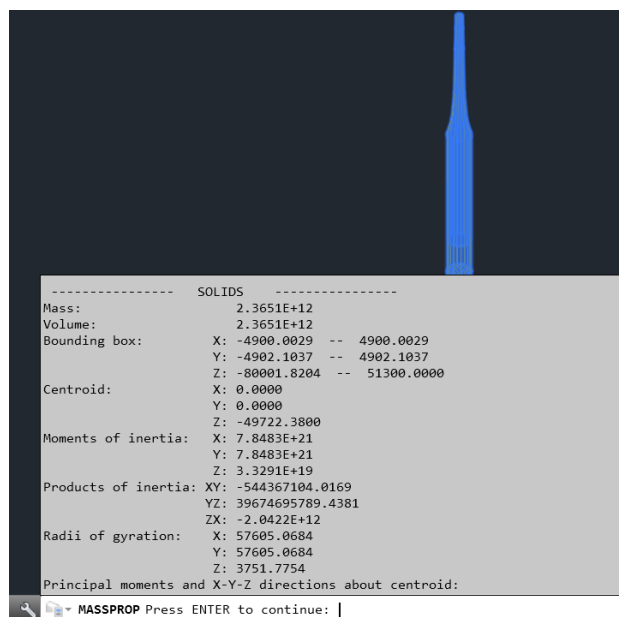 ---------------- SOLIDS ----------------
Mass: 2.3651E+12
Volume: 2.3651E+12
Bounding box: X: -4900.0029 -- 4900.0029
Y: -4902.1037 -- 4902.1037
Z: -80001.8204 -- 51300.0000
Centroid: X: 0.0000
Y: 0.0000
Z: -49722.3800
Moments of inertia: X: 7.8483E+21
Y: 7.8483E+21
Z: 3.3291E+19
Products of inertia: XY: -544367104.0169
YZ: 39674695789.4381
ZX: -2.0422E+12
Radii of gyration: X: 57605.0684
Y: 57605.0684
Z: 3751.7754
Principal moments and X-Y-Z directions about centroid:
MASSPROP Press ENTER to continue: